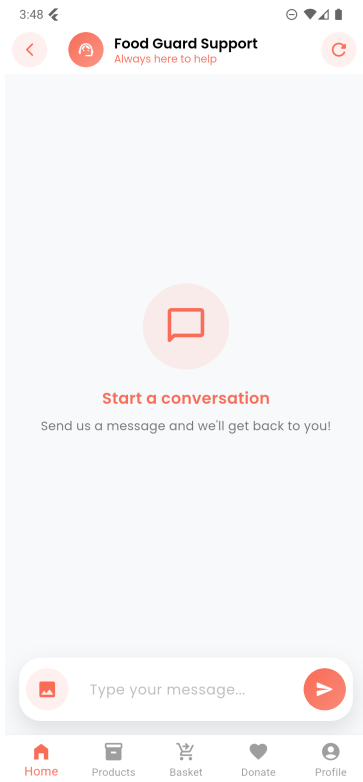 3:48
Food Guard Support
Always here to help
Start a conversation
Send us a message and we'll get back to you!
Type your message...
Home
Products
Basket
Donate
Profile